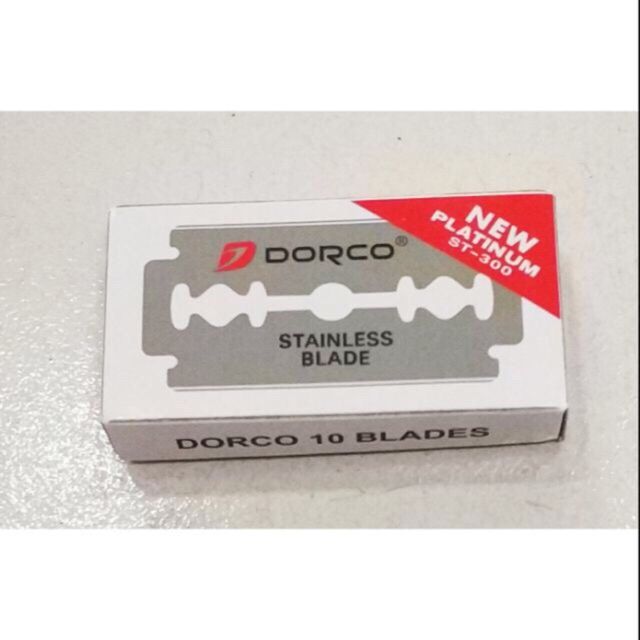 DORCO®
NEW
PLATINUM
ST-300
STAINLESS
BLADE
DORCO 10 BLADES